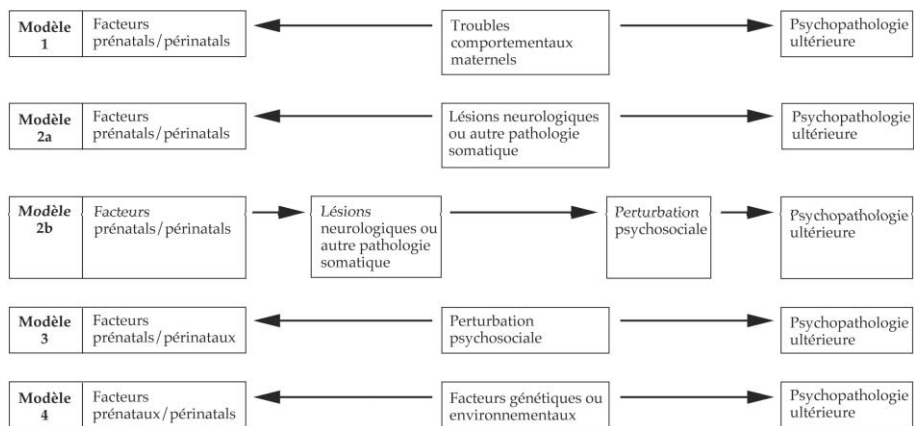 Modèle
1
Facteurs
prénatals/périnatals
Troubles
comportementaux
maternels
Psychopathologie
ultérieure
Modèle
2a
Facteurs
prénatals/périnatals
Lésions neurologiques
ou autre pathologie
somatique
Psychopathologie
ultérieure
Modèle
2b
Facteurs
prénatals/périnatals
Lésions
neurologiques ou
autre pathologie
somatique
Perturbation
psychosociale
Psychopathologie
ultérieure
Modèle
3
Facteurs
prénatals/périnataux
Perturbation
psychosociale
Psychopathologie
ultérieure
Modèle
4
Facteurs
prénataux/périnatals
Facteurs génétiques ou
environnementaux
Psychopathologie
ultérieure